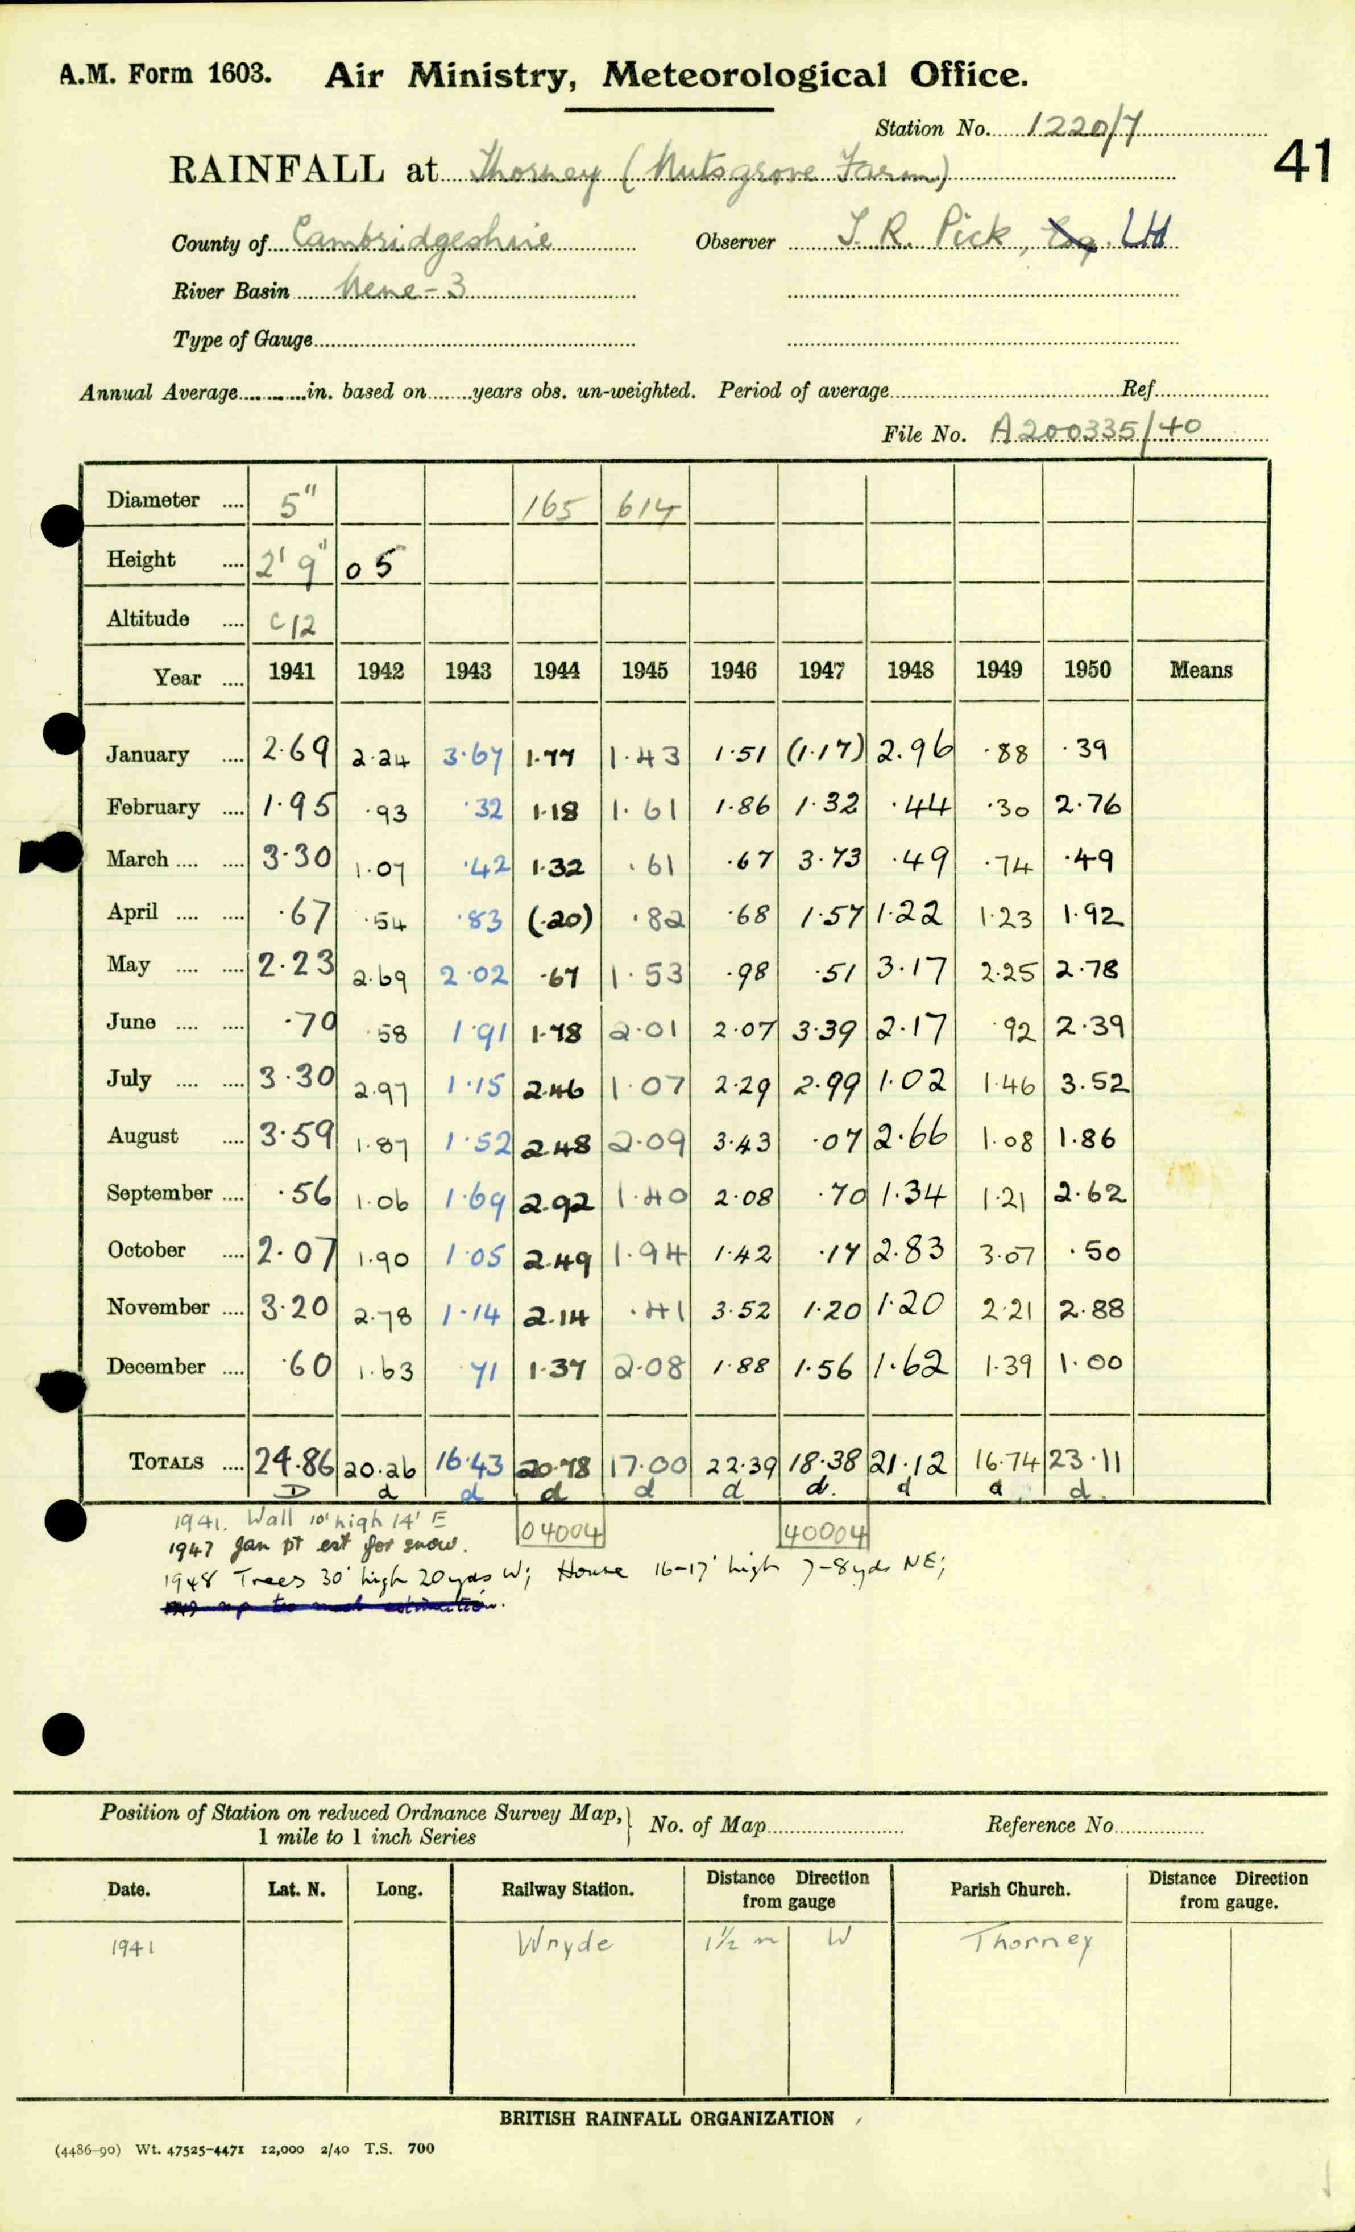 A.M. Form 1603. Air Ministry, Meteorological Office.
Station No. 1220/7
41
RAINFALL at Thorney (Nutsgrove Farm)
County of Cambridgeshire Observer J. R. Pick, Esq. Ltd
River Basin Nene-3
Type of Gauge
Annual Average in. based on years obs. un-weighted. Period of average Ref
File No. A200335/40
Diameter .... 5" 165 614
Height .... 2' 9" 05
Altitude .... c12
Year .... 1941 1942 1943 1944 1945 1946 1947 1948 1949 1950 Means
January .... 2.69 2.24 3.67 1.77 1.43 1.51 (1.17) 2.96 .88 .39
February .... 1.95 .93 .32 1.18 1.61 1.86 1.32 .44 .30 2.76
March .... .... 3.30 1.07 .42 1.32 .61 .67 3.73 .49 .74 .49
April .... .... .67 .54 .83 (.20) .82 .68 1.57 1.22 1.23 1.92
May .... .... 2.23 2.69 2.02 .67 1.53 .98 .51 3.17 2.25 2.78
June .... .... .70 .58 1.91 1.78 2.01 2.07 3.39 2.17 .92 2.39
July .... .... 3.30 2.97 1.15 2.46 1.07 2.29 2.99 1.02 1.46 3.52
August .... 3.59 1.87 1.52 2.48 2.09 3.43 .07 2.66 1.08 1.86
September .... .56 1.06 1.69 2.92 1.40 2.08 .70 1.34 1.21 2.62
October .... 2.07 1.90 1.05 2.49 1.94 1.42 .17 2.83 3.07 .50
November .... 3.20 2.78 1.14 2.14 .41 3.52 1.20 1.20 2.21 2.88
December .... .60 1.63 .71 1.37 2.08 1.88 1.56 1.62 1.39 1.00
TOTALS .... 24.86 20.26 16.43 20.78 17.00 22.39 18.38 21.12 16.74 23.11
D d d d d d d. d d d
1941. Wall 10' high 14' E 04004 40004
1947 Jan pt est for snow.
1948 Trees 30' high 20yds W; House 16-17' high 7-8yds NE;
Position of Station on reduced Ordnance Survey Map, 1 mile to 1 inch Series No. of Map Reference No.
Date. Lat. N. Long. Railway Station. Distance Direction from gauge Parish Church. Distance Direction from gauge.
1941 Wryde 1½ m W Thorney
BRITISH RAINFALL ORGANIZATION
(4486-90) Wt. 47525-4471 12,000 2/40 T.S. 700